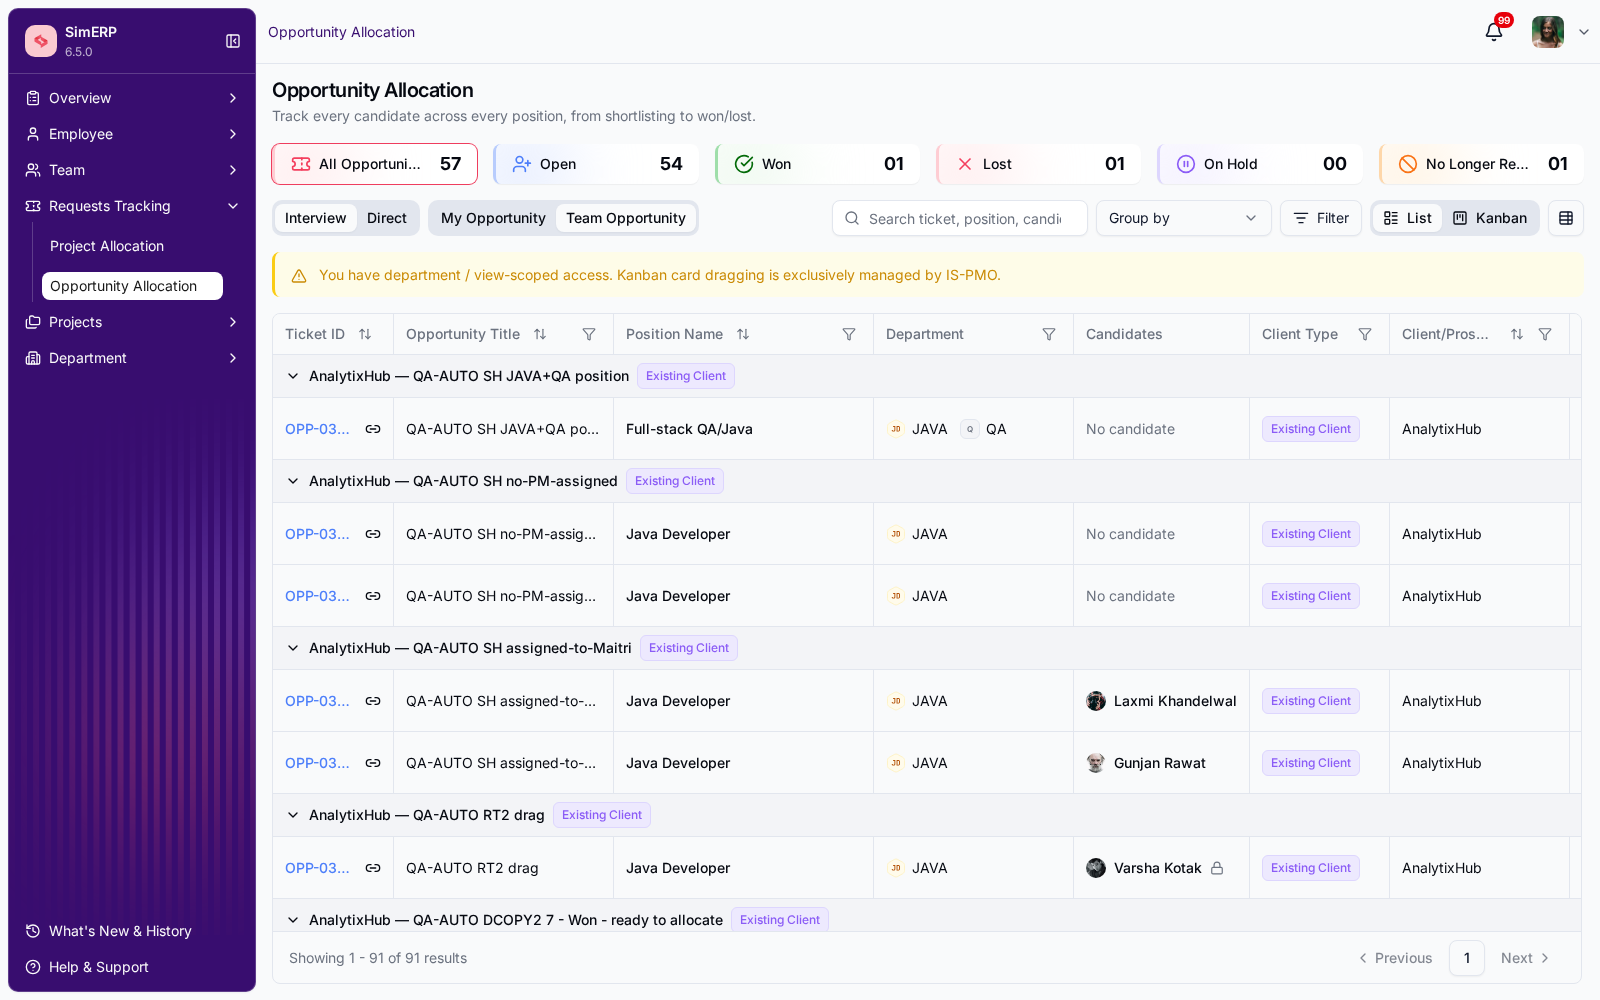 SimERP
6.5.0
Overview
Employee
Team
Requests Tracking
Project Allocation
Opportunity Allocation
Projects
Department
What's New & History
Help & Support
Opportunity Allocation
99
Opportunity Allocation
Track every candidate across every position, from shortlisting to won/lost.
All Opportuni... 57
Open 54
Won 01
Lost 01
On Hold 00
No Longer Re... 01
Interview Direct My Opportunity Team Opportunity
Search ticket, position, candi
Group by Filter List Kanban
You have department / view-scoped access. Kanban card dragging is exclusively managed by IS-PMO.
Ticket ID Opportunity Title Position Name Department Candidates Client Type Client/Pros...
AnalytixHub — QA-AUTO SH JAVA+QA position Existing Client
OPP-03... QA-AUTO SH JAVA+QA po... Full-stack QA/Java JD JAVA Q QA No candidate Existing Client AnalytixHub
AnalytixHub — QA-AUTO SH no-PM-assigned Existing Client
OPP-03... QA-AUTO SH no-PM-assig... Java Developer JD JAVA No candidate Existing Client AnalytixHub
OPP-03... QA-AUTO SH no-PM-assig... Java Developer JD JAVA No candidate Existing Client AnalytixHub
AnalytixHub — QA-AUTO SH assigned-to-Maitri Existing Client
OPP-03... QA-AUTO SH assigned-to-... Java Developer JD JAVA Laxmi Khandelwal Existing Client AnalytixHub
OPP-03... QA-AUTO SH assigned-to-... Java Developer JD JAVA Gunjan Rawat Existing Client AnalytixHub
AnalytixHub — QA-AUTO RT2 drag Existing Client
OPP-03... QA-AUTO RT2 drag Java Developer JD JAVA Varsha Kotak Existing Client AnalytixHub
AnalytixHub — QA-AUTO DCOPY2 7 - Won - ready to allocate Existing Client
Showing 1 - 91 of 91 results
Previous 1 Next